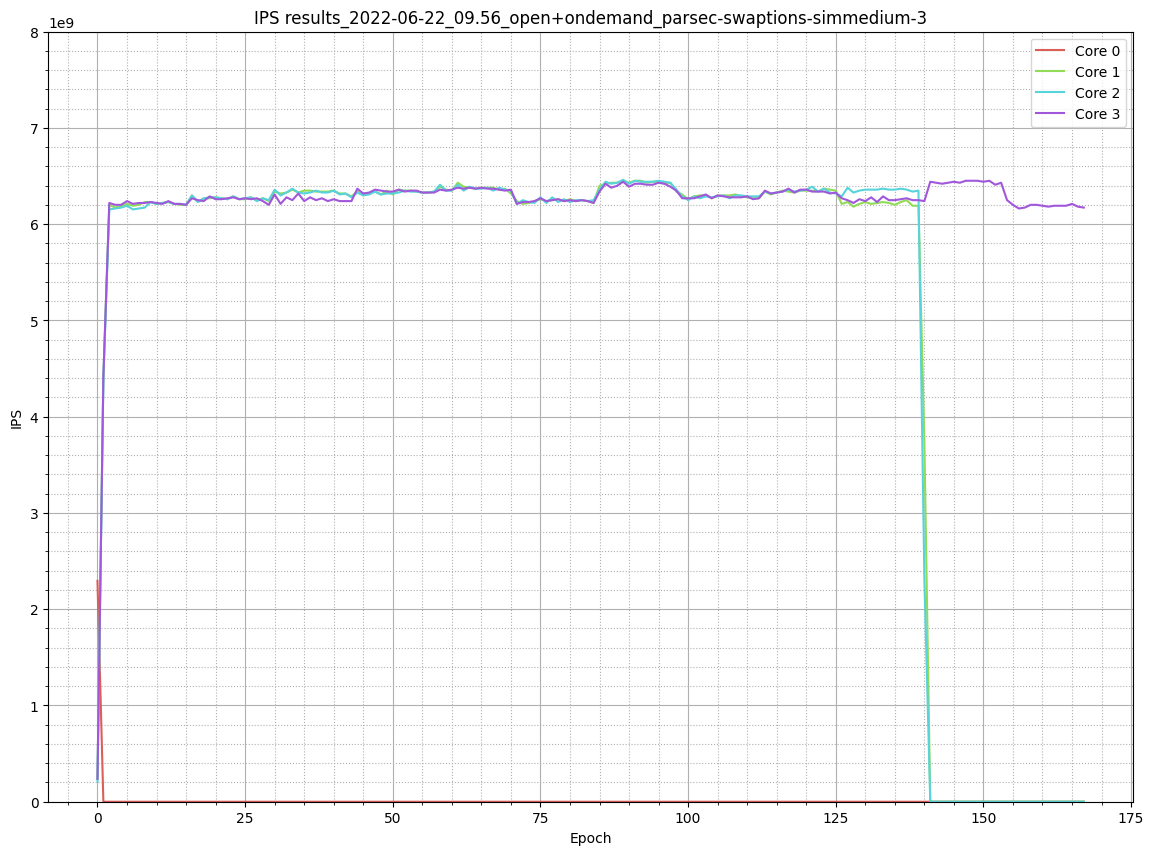 IPS results_2022-06-22_09.56_open+ondemand_parsec-swaptions-simmedium-3
1e9
8
7
6
5
4
3
2
1
0
IPS
Core 0
Core 1
Core 2
Core 3
0 25 50 75 100 125 150 175
Epoch